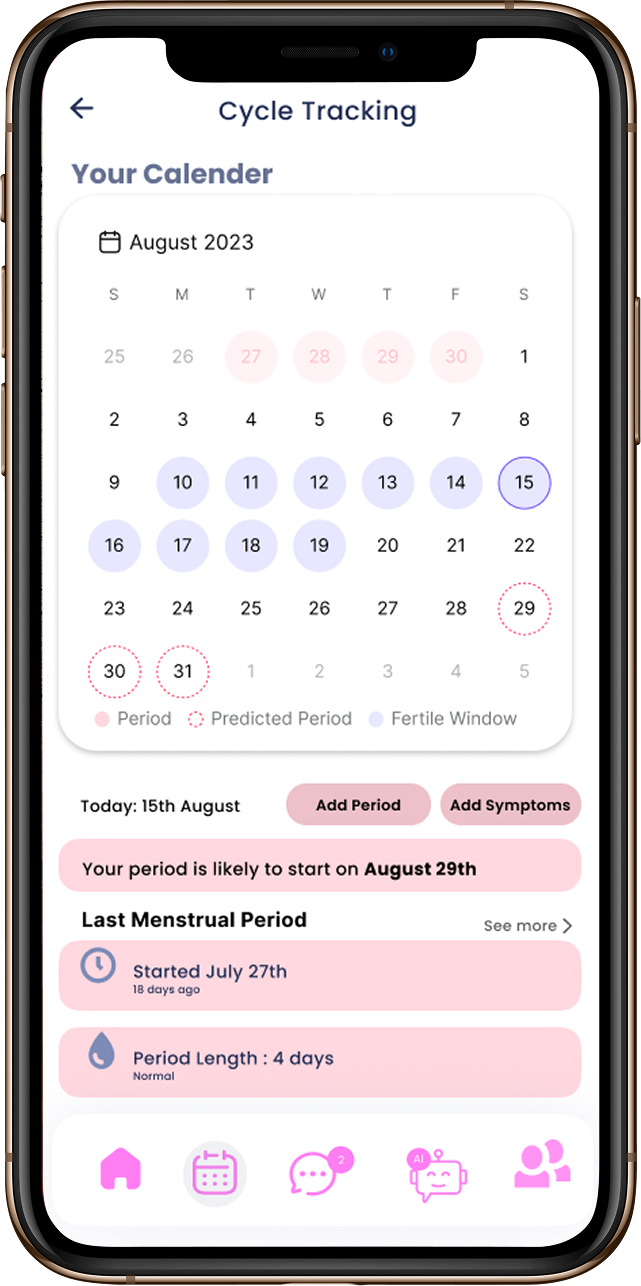 Cycle Tracking
Your Calender
August 2023
S M T W T F S
25 26 27 28 29 30 1
2 3 4 5 6 7 8
9 10 11 12 13 14 15
16 17 18 19 20 21 22
23 24 25 26 27 28 29
30 31 1 2 3 4 5
Period Predicted Period Fertile Window
Today: 15th August Add Period Add Symptoms
Your period is likely to start on August 29th
Last Menstrual Period See more
Started July 27th
18 days ago
Period Length : 4 days
Normal
2 AI